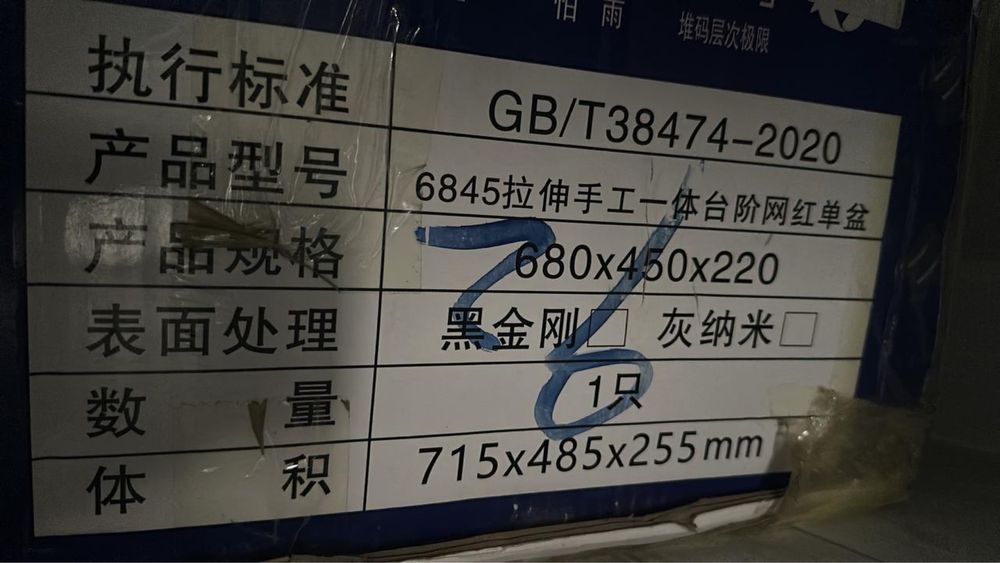 怕雨
堆码层次极限
执行标准 GB/T38474-2020
产品型号 6845拉伸手工一体台阶网红单盆
产品规格 680x450x220
表面处理 黑金刚□ 灰纳米□
数量 1只
体积 715x485x255mm
26